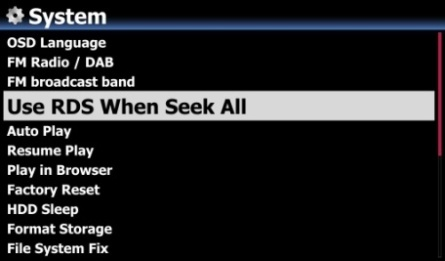 System
OSD Language
FM Radio / DAB
FM broadcast band
Use RDS When Seek All
Auto Play
Resume Play
Play in Browser
Factory Reset
HDD Sleep
Format Storage
File System Fix